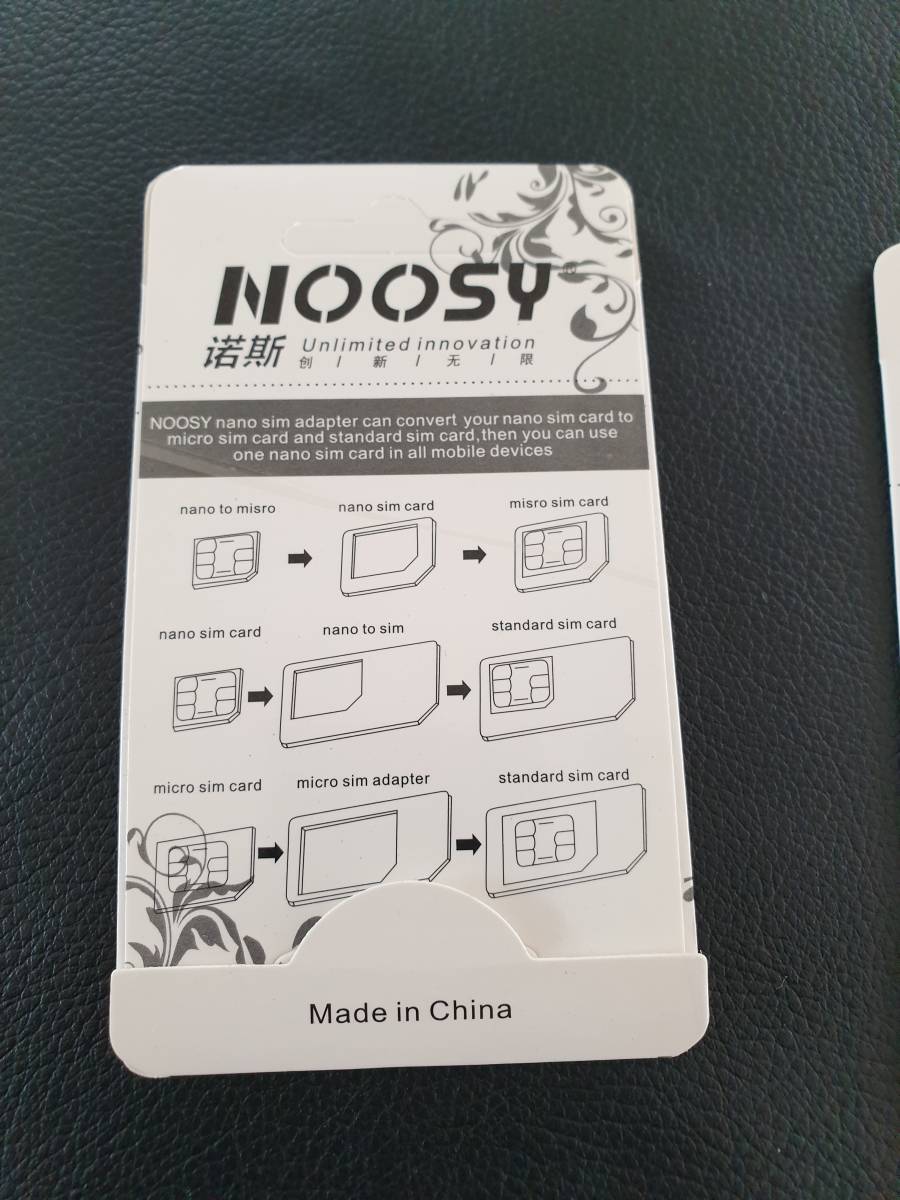 NOOSY®
诺斯 Unlimited innovation
创 / 新 / 无 / 限
NOOSY nano sim adapter can convert your nano sim card to
micro sim card and standard sim card,then you can use
one nano sim card in all mobile devices
nano to misro nano sim card misro sim card
nano sim card nano to sim standard sim card
micro sim card micro sim adapter standard sim card
Made in China